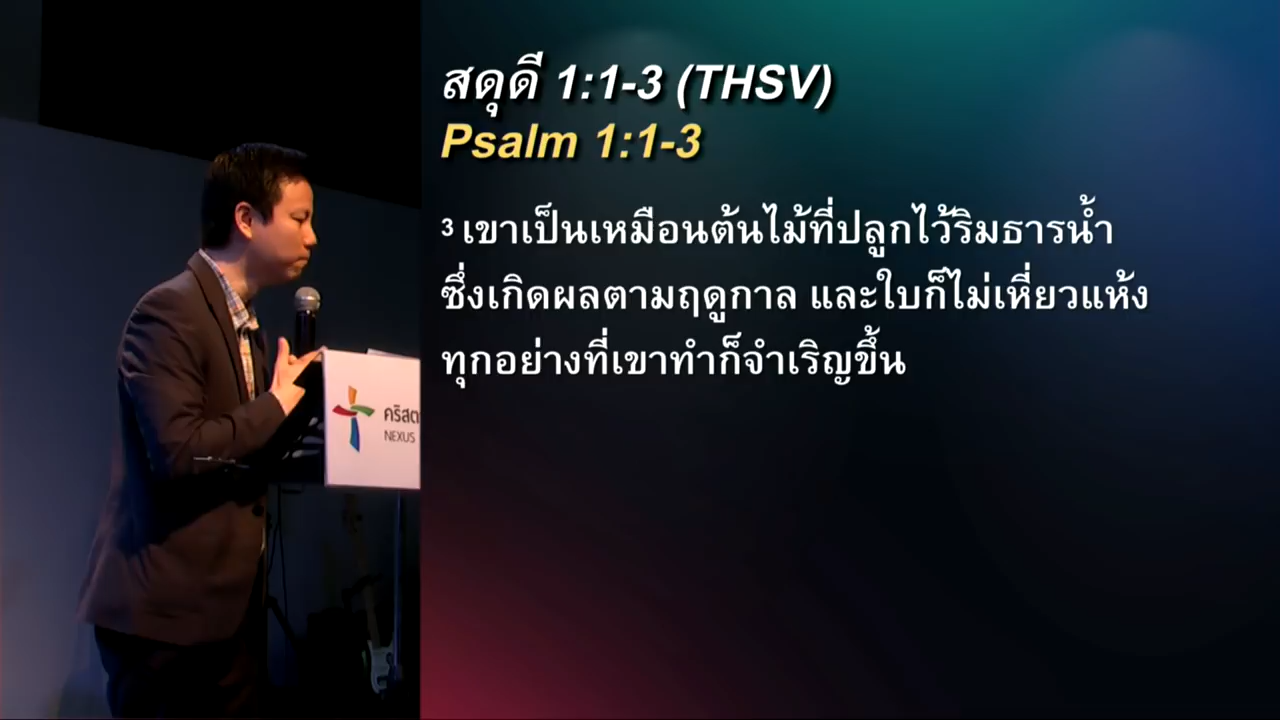 สดุดี 1:1-3 (THSV)
Psalm 1:1-3
3 เขาเป็นเหมือนต้นไม้ที่ปลูกไว้ริมธารน้ำ
ซึ่งเกิดผลตามฤดูกาล และใบก็ไม่เหี่ยวแห้ง
ทุกอย่างที่เขาทำก็จำเริญขึ้น
คริสต
NEXUS